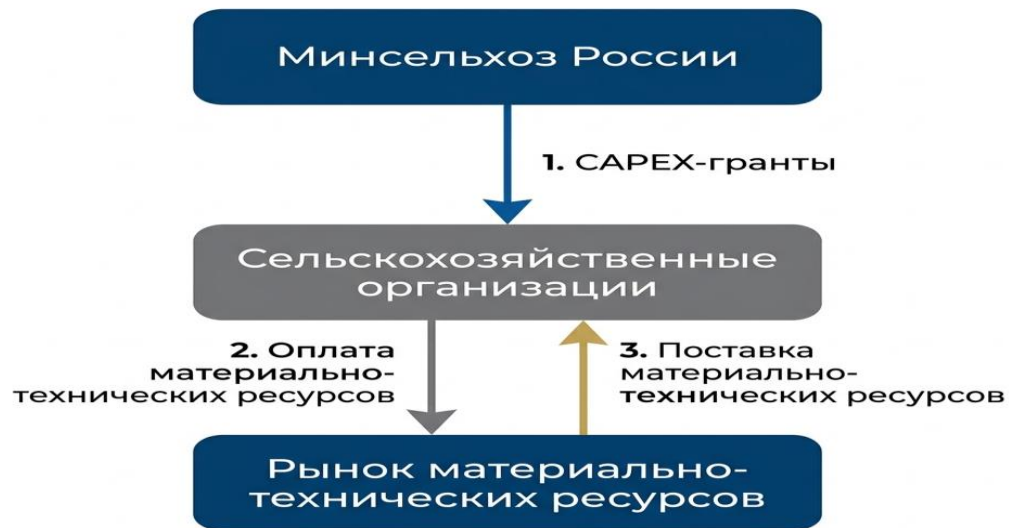 Минсельхоз России
1. CAPEX-гранты
Сельскохозяйственные
организации
2. Оплата
материально-
технических ресурсов
3. Поставка
материально-
технических ресурсов
Рынок материально-
технических ресурсов